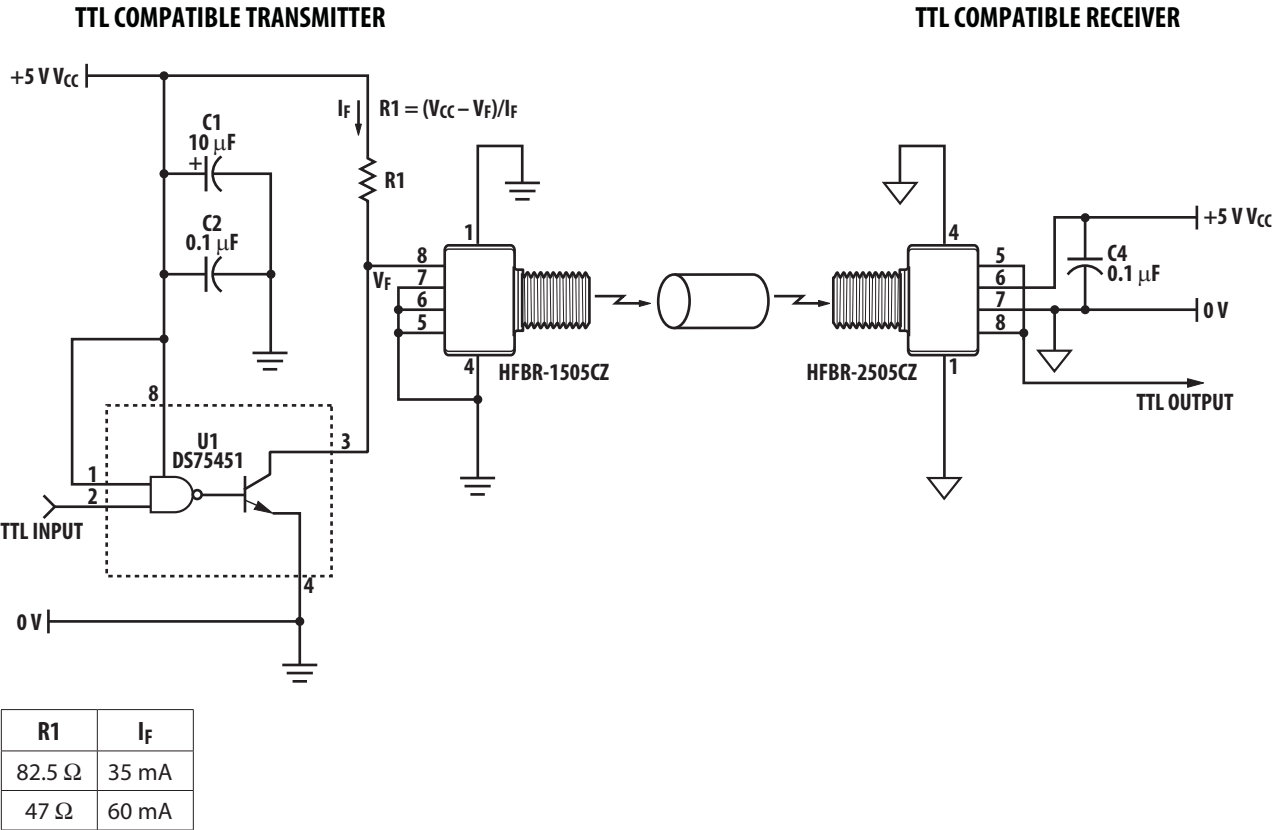 TTL COMPATIBLE TRANSMITTER
TTL COMPATIBLE RECEIVER
+5 V VCC
IF
R1 = (VCC – VF)/IF
C1
10 μF
+
R1
C2
0.1 μF
1
8
VF
7
6
5
4
HFBR-1505CZ
4
5
6
7
8
1
HFBR-2505CZ
+5 V VCC
C4
0.1 μF
0 V
TTL OUTPUT
8
U1
DS75451
3
1
2
TTL INPUT
4
0 V
R1 IF
82.5 Ω 35 mA
47 Ω 60 mA